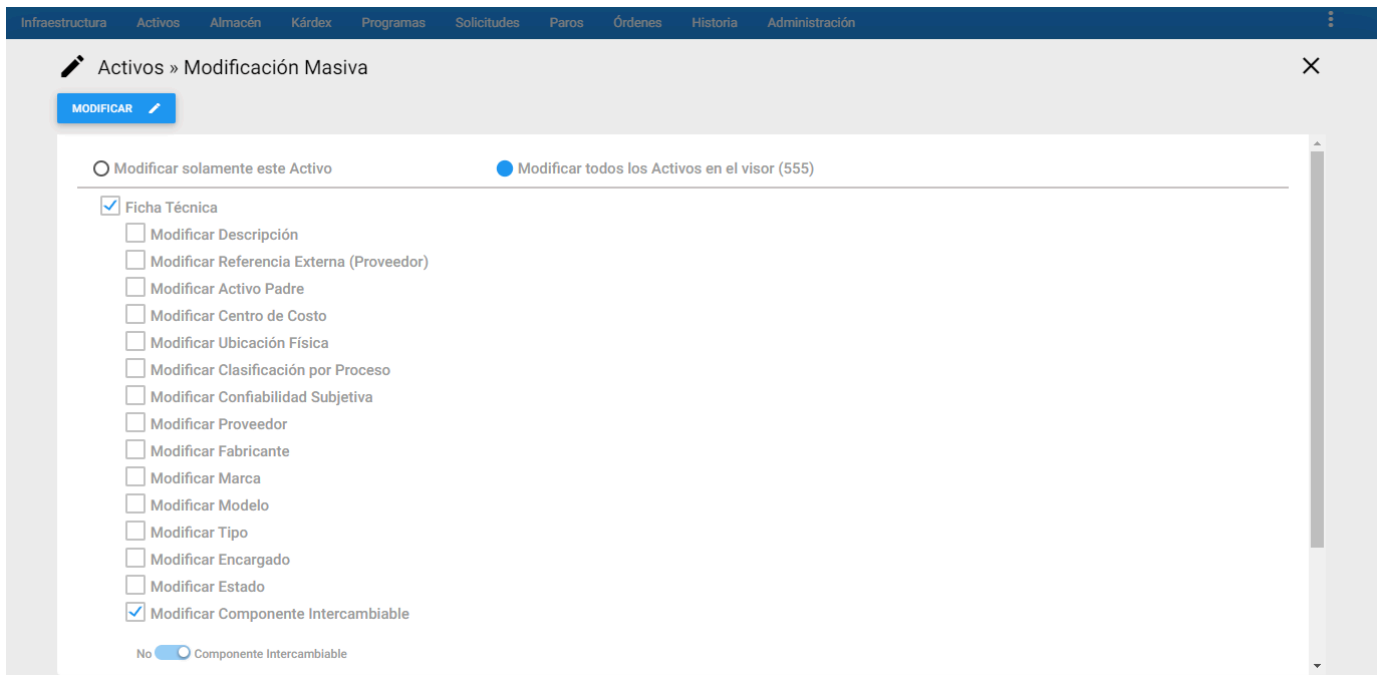 Infraestructura Activos Almacén Kárdex Programas Solicitudes Paros Órdenes Historia Administración
Activos » Modificación Masiva
MODIFICAR
Modificar solamente este Activo Modificar todos los Activos en el visor (555)
Ficha Técnica
Modificar Descripción
Modificar Referencia Externa (Proveedor)
Modificar Activo Padre
Modificar Centro de Costo
Modificar Ubicación Física
Modificar Clasificación por Proceso
Modificar Confiabilidad Subjetiva
Modificar Proveedor
Modificar Fabricante
Modificar Marca
Modificar Modelo
Modificar Tipo
Modificar Encargado
Modificar Estado
Modificar Componente Intercambiable
No Componente Intercambiable